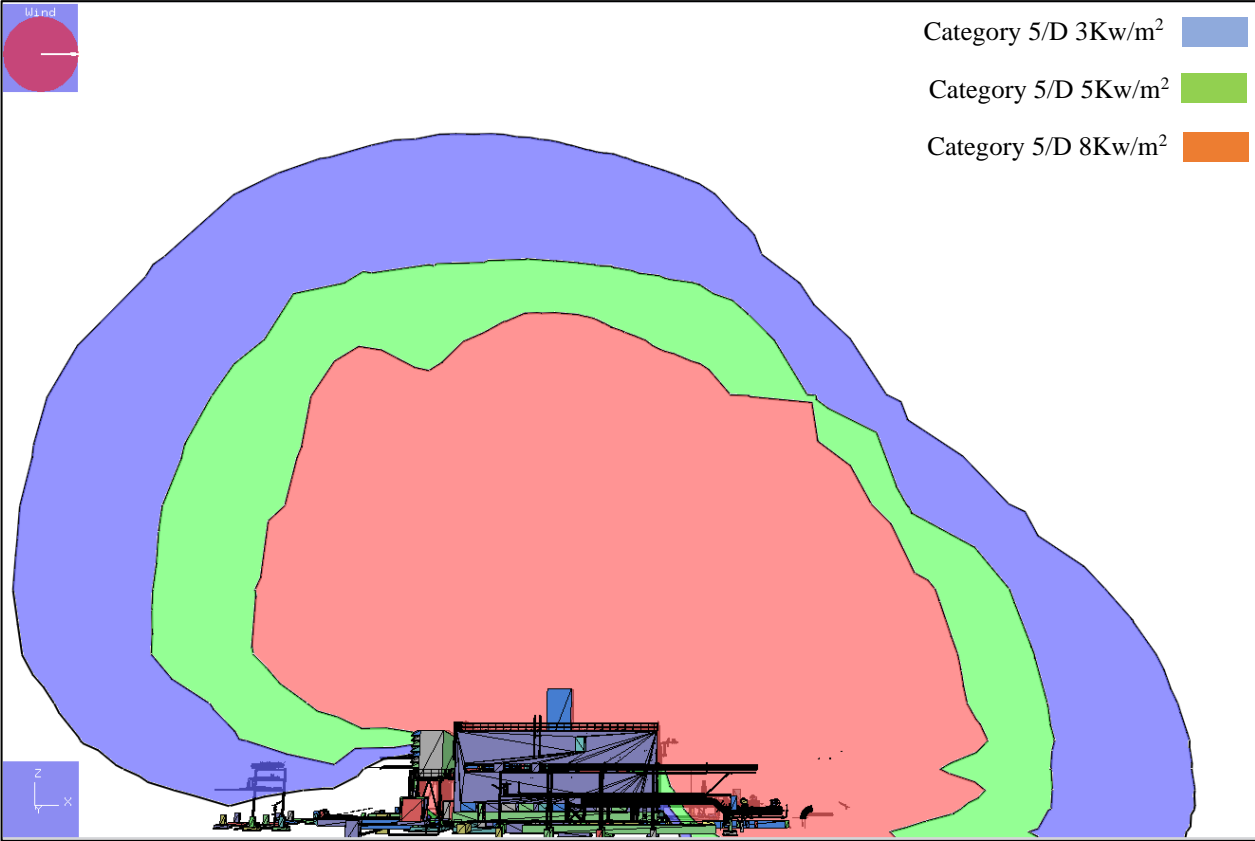 Wind
Category 5/D 3Kw/m²
Category 5/D 5Kw/m²
Category 5/D 8Kw/m²
Z
Y X